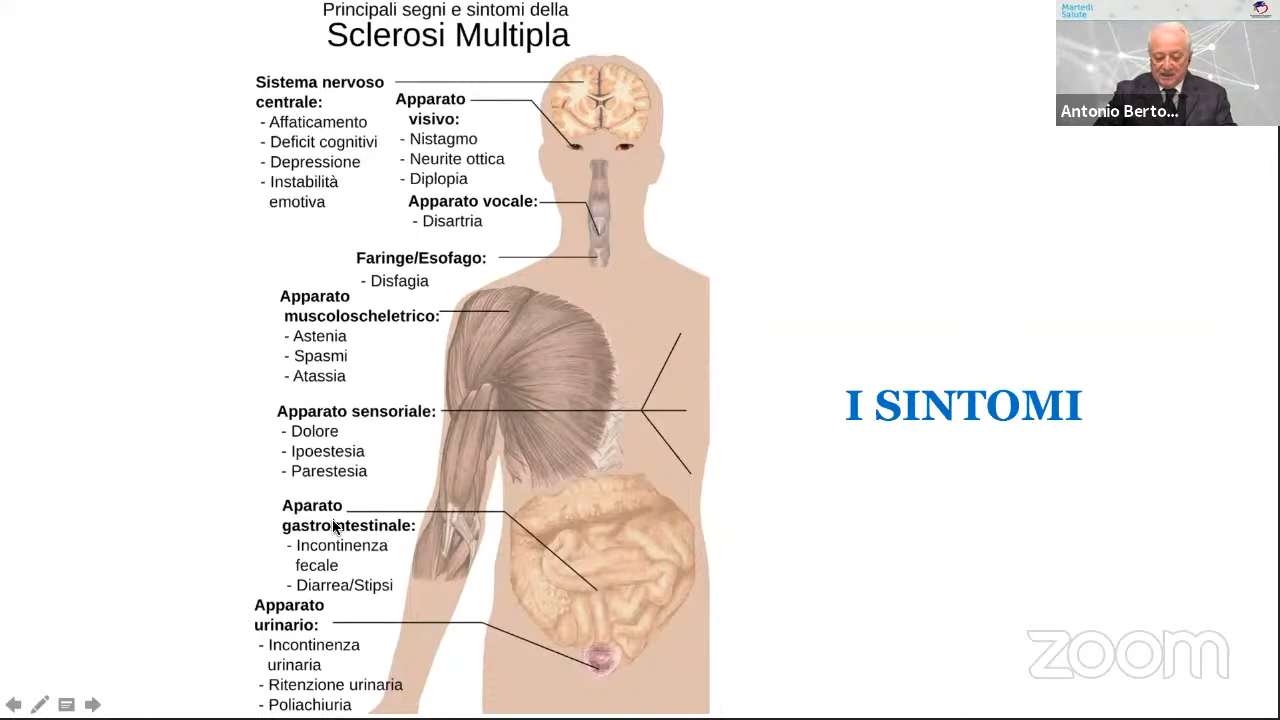 Principali segni e sintomi della
Sclerosi Multipla
Sistema nervoso
centrale:
- Affaticamento
- Deficit cognitivi
- Depressione
- Instabilità
emotiva
Apparato
visivo:
- Nistagmo
- Neurite ottica
- Diplopia
Apparato vocale:
- Disartria
Faringe/Esofago:
- Disfagia
Apparato
muscoloscheletrico:
- Astenia
- Spasmi
- Atassia
Apparato sensoriale:
- Dolore
- Ipoestesia
- Parestesia
Aparato
gastrointestinale:
- Incontinenza
fecale
- Diarrea/Stipsi
Apparato
urinario:
- Incontinenza
urinaria
- Ritenzione urinaria
- Poliachiuria
I SINTOMI
Martedì
Salute
Antonio Berto...
zoom